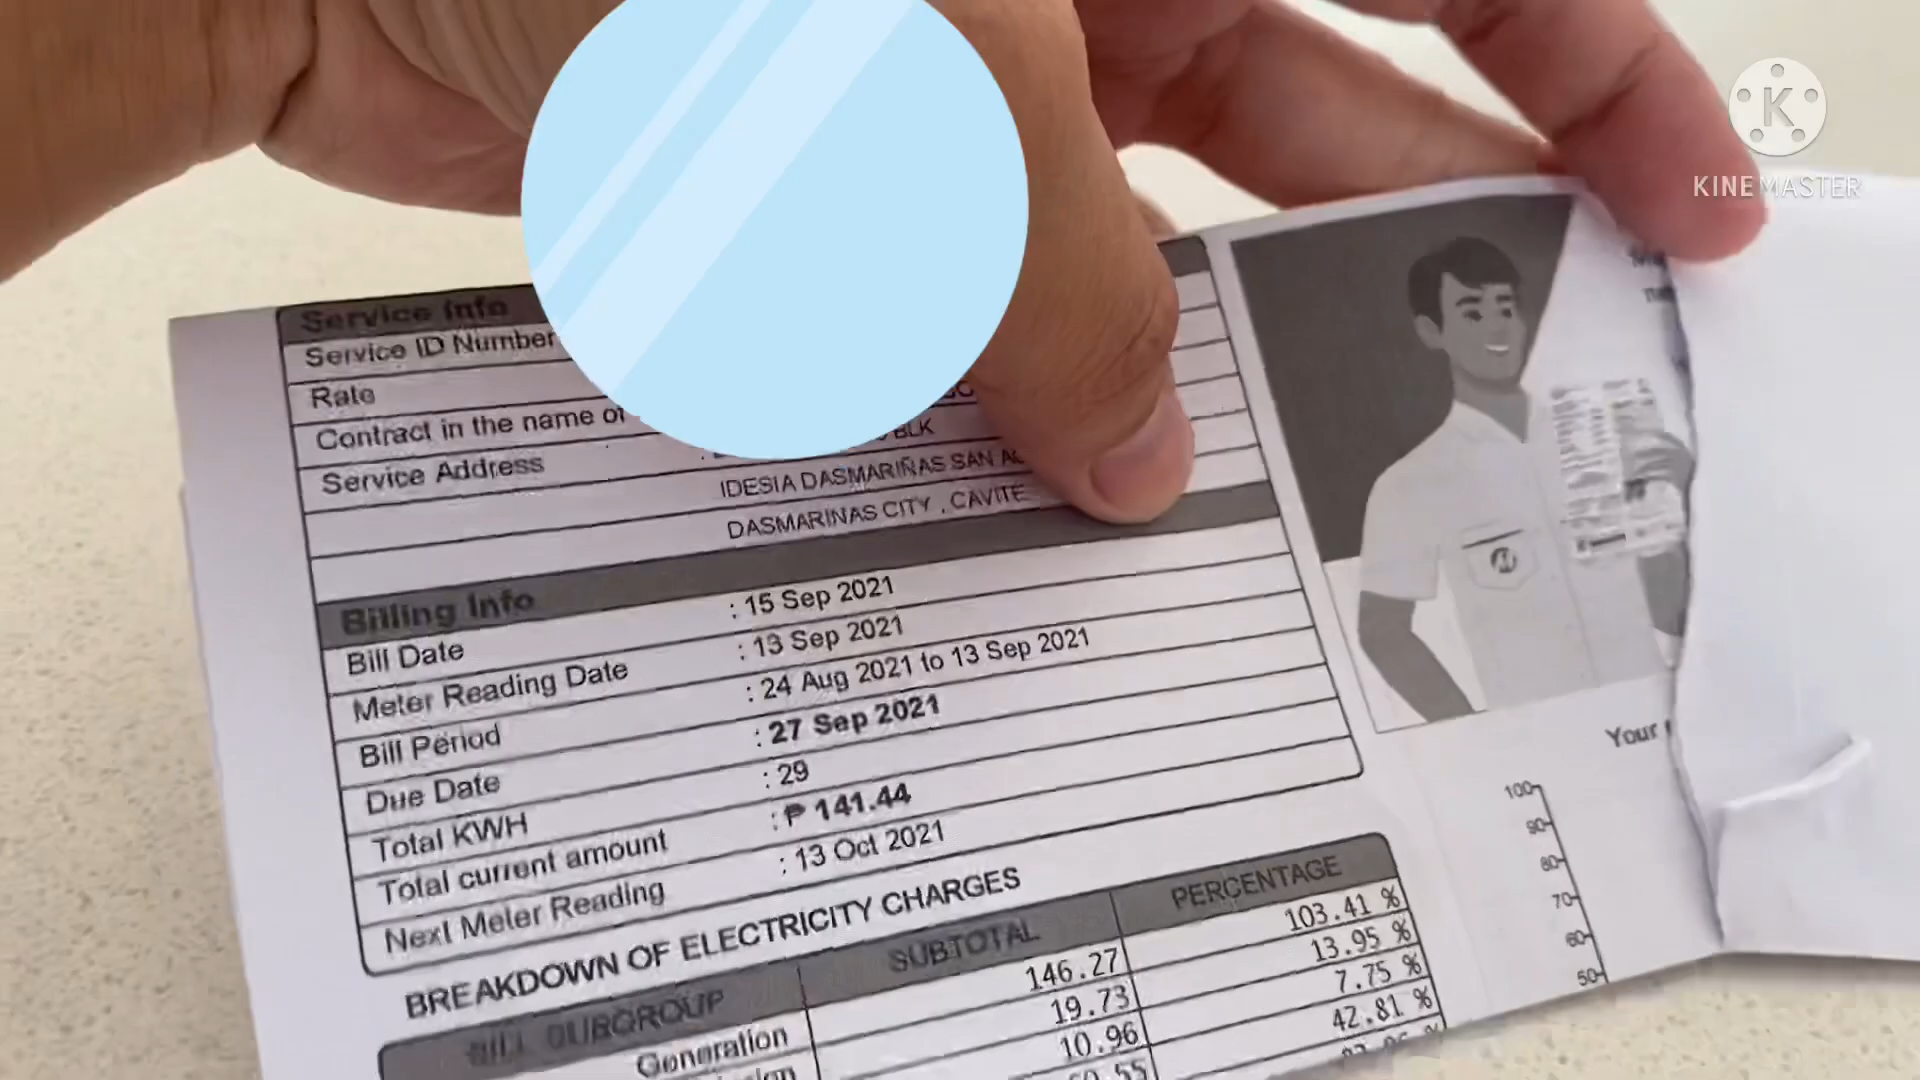 KINEMASTER
Service Info
Service ID Number
Rate
Contract in the name of
Service Address
BLK
IDESIA DASMARIÑAS SAN
DASMARINAS CITY , CAVITE
Billing Info
Bill Date : 15 Sep 2021
Meter Reading Date : 13 Sep 2021
Bill Period : 24 Aug 2021 to 13 Sep 2021
Due Date : 27 Sep 2021
Total KWH : 29
Total current amount : ₱ 141.44
Next Meter Reading : 13 Oct 2021
BREAKDOWN OF ELECTRICITY CHARGES
BILL SUBGROUP SUBTOTAL PERCENTAGE
Generation 146.27 103.41 %
19.73 13.95 %
10.96 7.75 %
42.81 %
Your
100
90
80
70
60
50